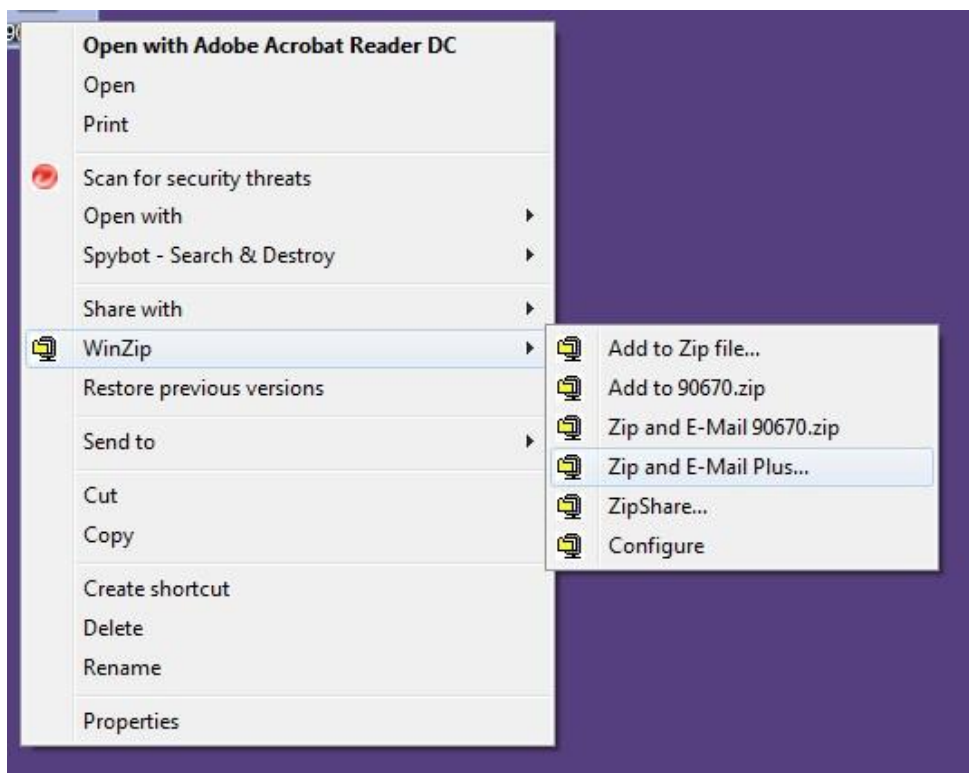 Open with Adobe Acrobat Reader DC
Open
Print
Scan for security threats
Open with
Spybot - Search & Destroy
Share with
WinZip
Restore previous versions
Send to
Cut
Copy
Create shortcut
Delete
Rename
Properties
Add to Zip file...
Add to 90670.zip
Zip and E-Mail 90670.zip
Zip and E-Mail Plus...
ZipShare...
Configure